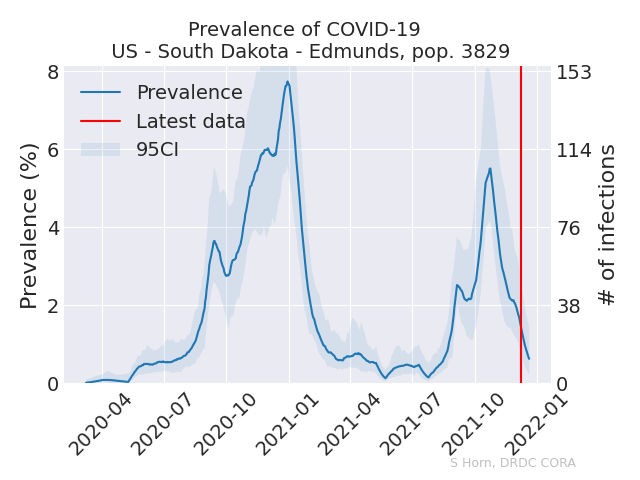 Prevalence of COVID-19
US - South Dakota - Edmunds, pop. 3829
Prevalence
Latest data
95CI
Prevalence (%)
8
6
4
2
0
153
114
76
38
0
# of infections
2020-04
2020-07
2020-10
2021-01
2021-04
2021-07
2021-10
2022-01
S Horn, DRDC CORA